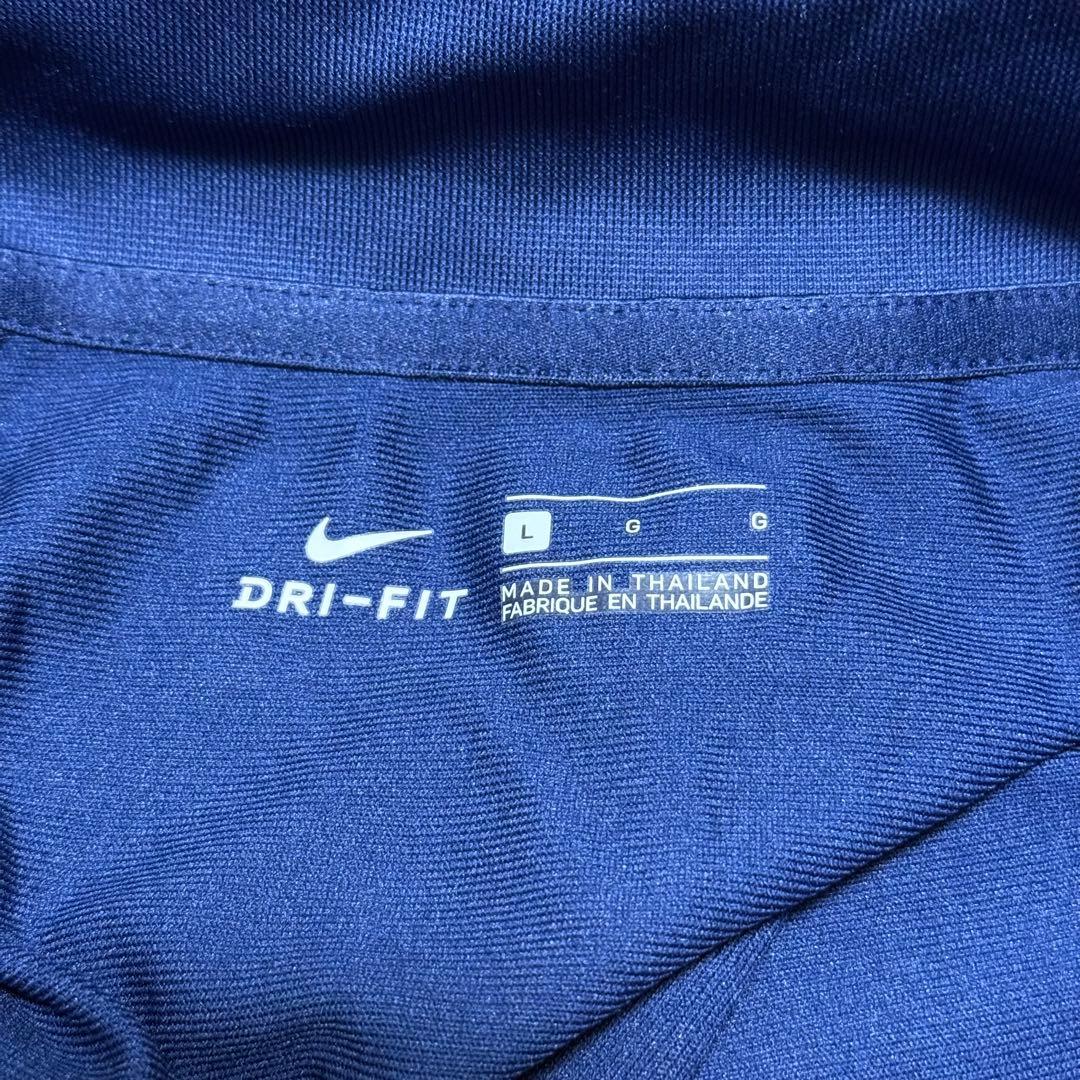 DRI-FIT
L G G
MADE IN THAILAND
FABRIQUE EN THAILANDE